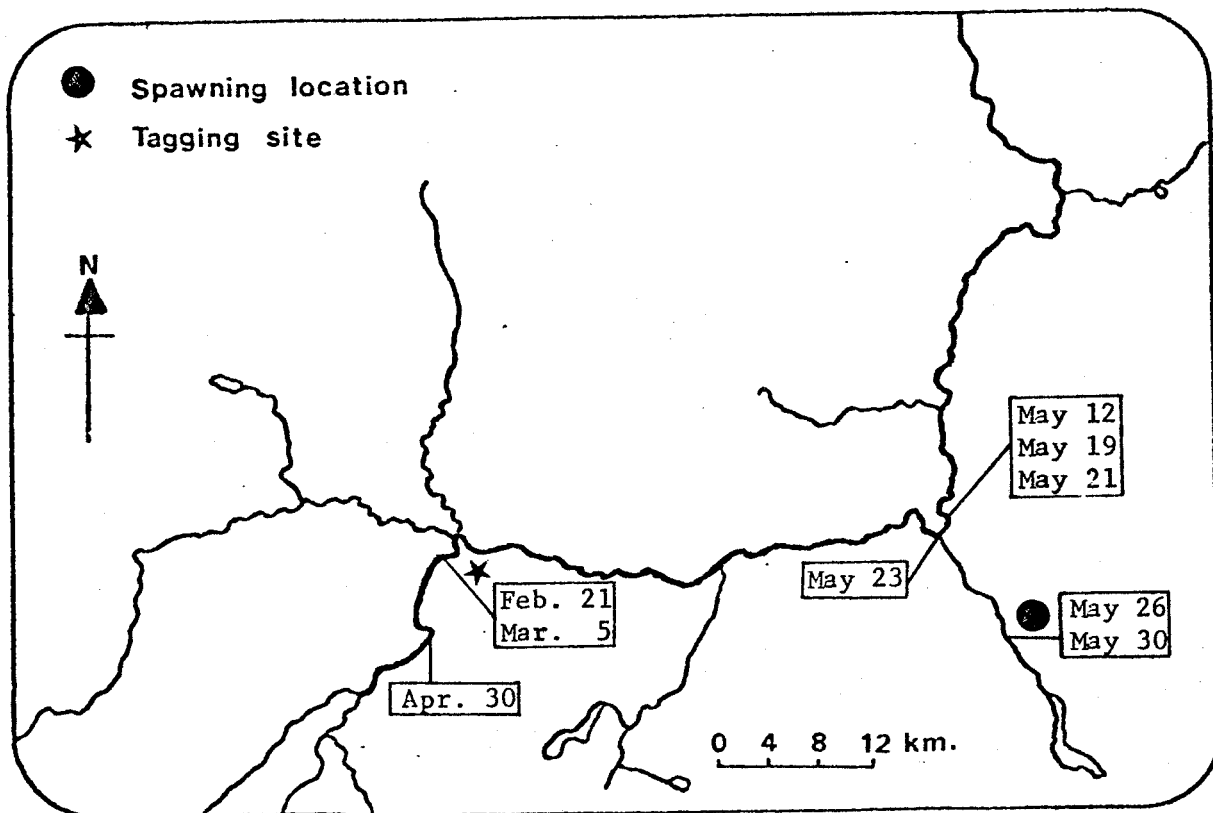 Spawning location
Tagging site
N
May 12
May 19
May 21
May 23
Feb. 21
Mar. 5
May 26
May 30
Apr. 30
0 4 8 12 km.